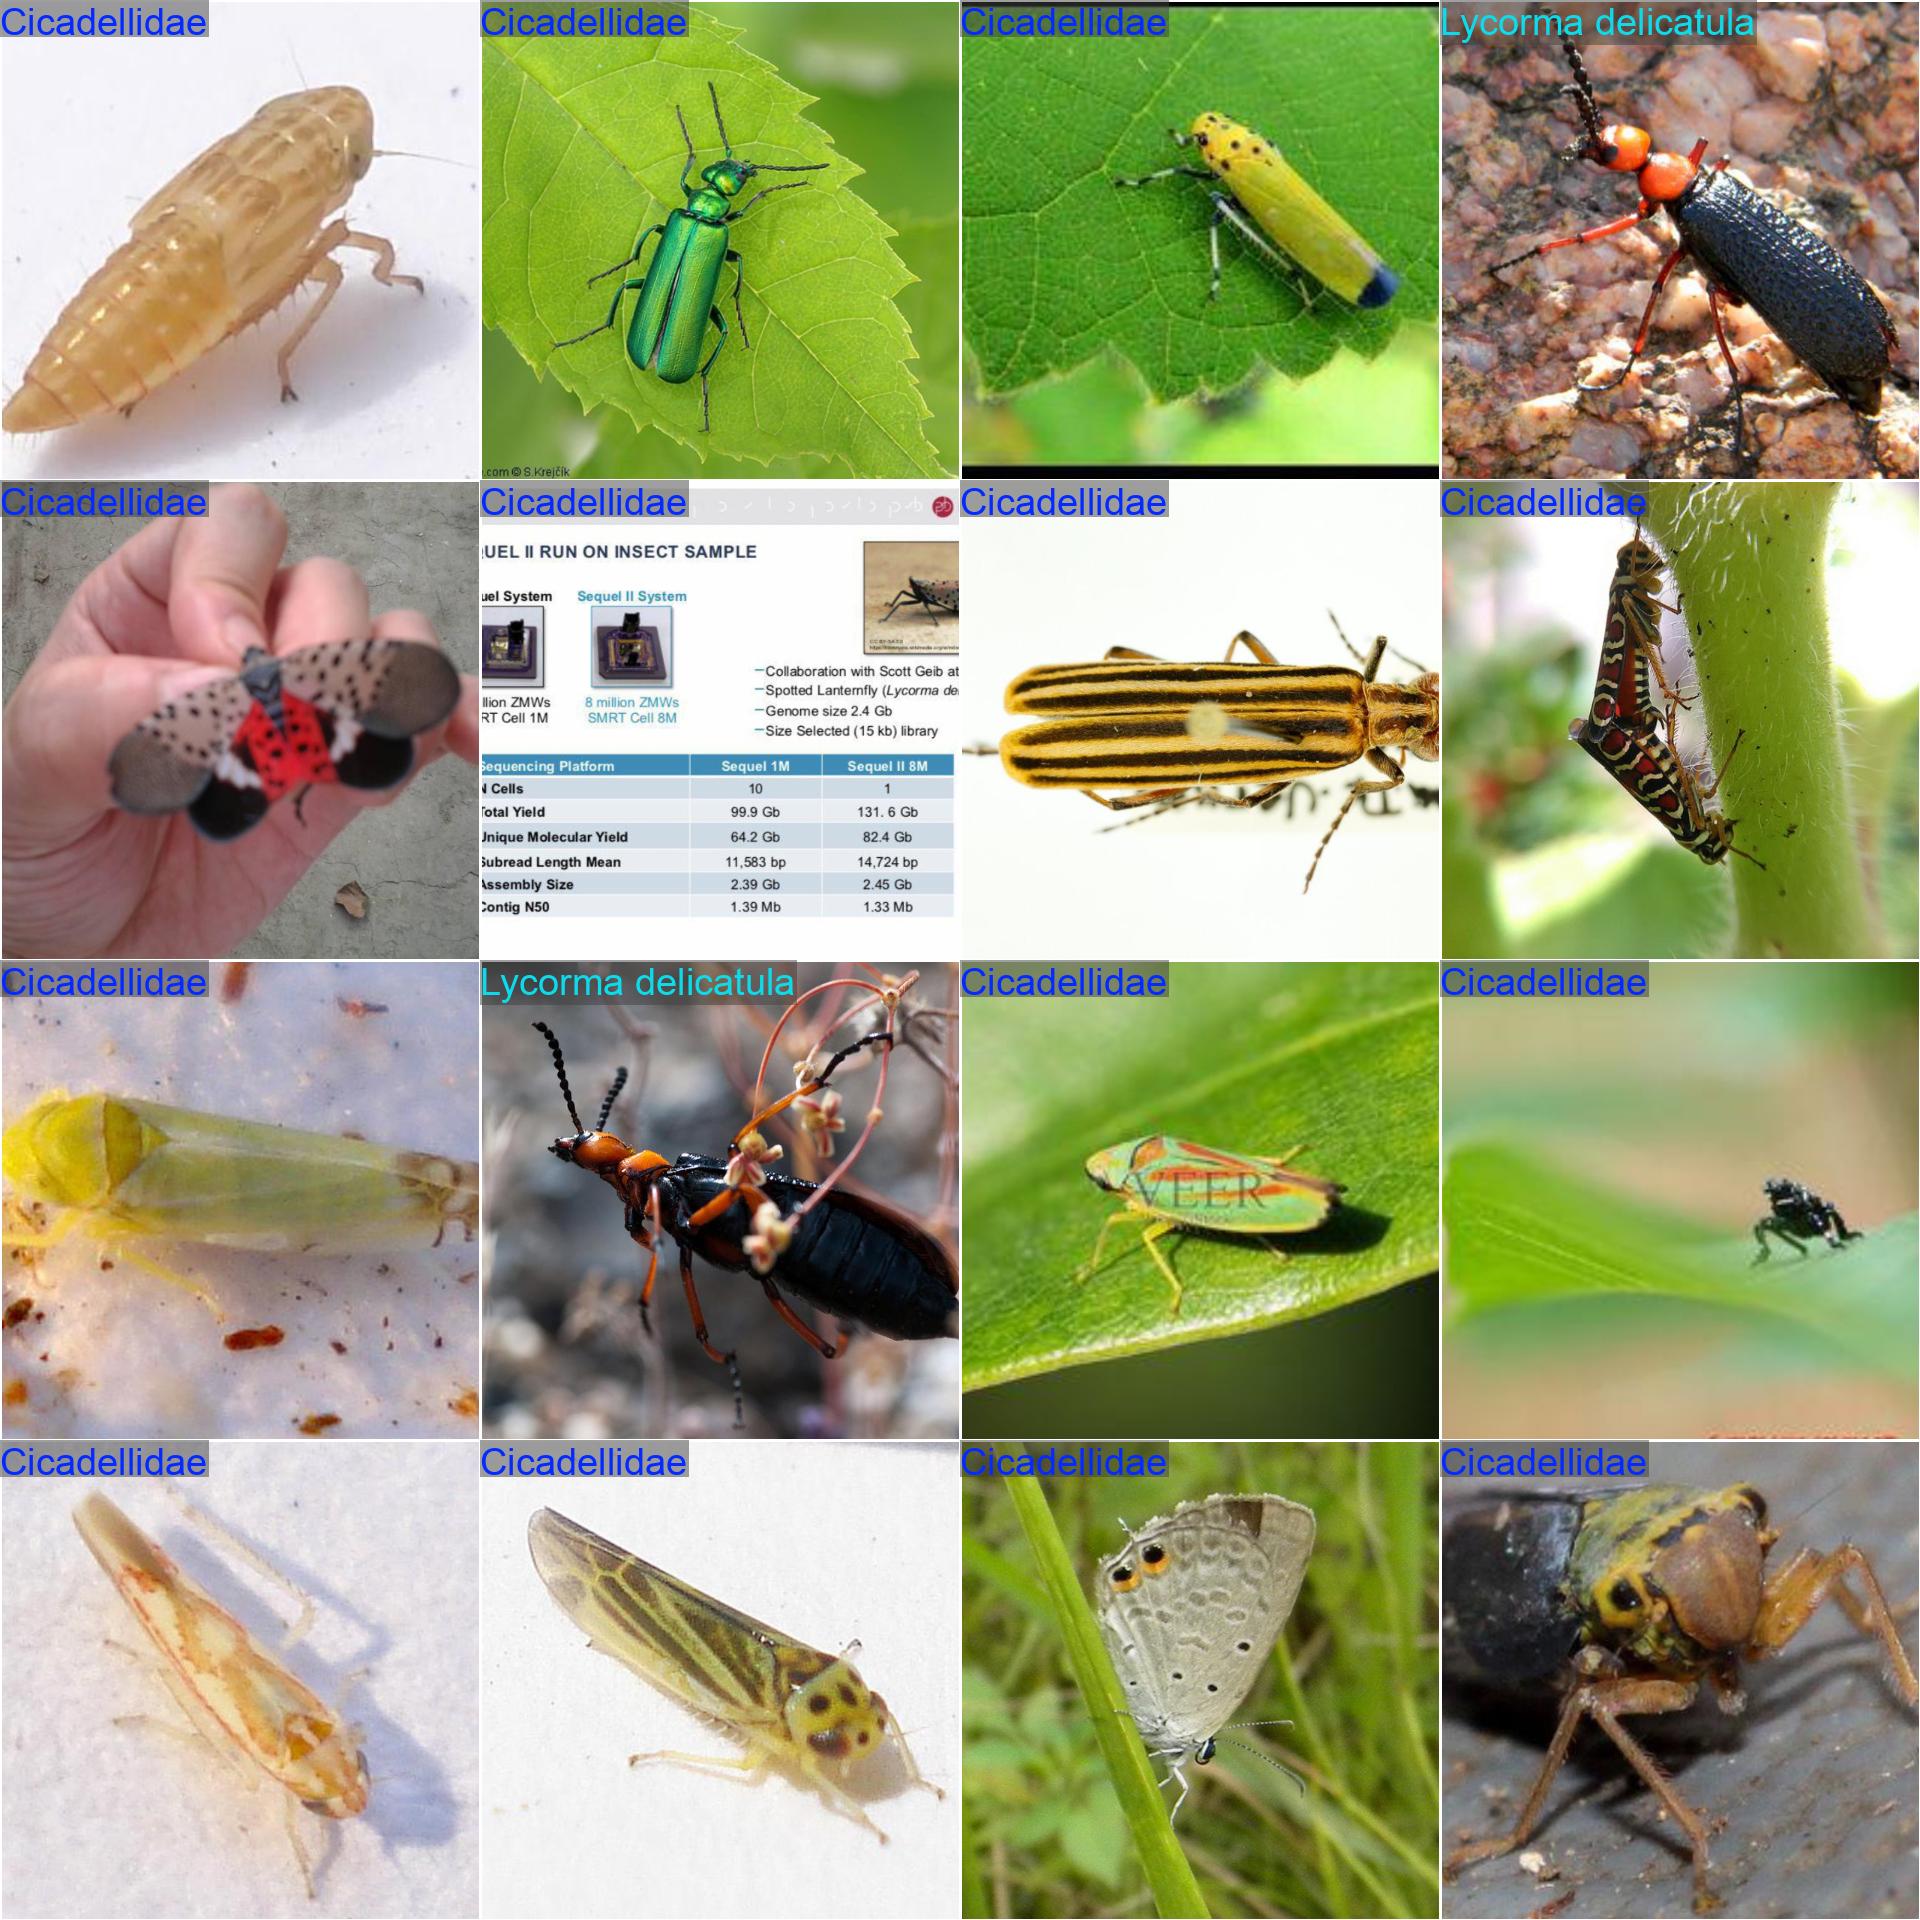 Cicadellidae
Cicadellidae
Cicadellidae
Lycorma delicatula
.com © S.Krejčík
Cicadellidae
Cicadellidae
Cicadellidae
Cicadellidae
QUEL II RUN ON INSECT SAMPLE
uel System
Sequel II System
llion ZMWs
RT Cell 1M
8 million ZMWs
SMRT Cell 8M
Collaboration with Scott Geib at
Spotted Lanternfly (Lycorma de
Genome size 2.4 Gb
Size Selected (15 kb) library
Sequencing Platform Sequel 1M Sequel II 8M
N Cells 10 1
Total Yield 99.9 Gb 131. 6 Gb
Unique Molecular Yield 64.2 Gb 82.4 Gb
Subread Length Mean 11,583 bp 14,724 bp
Assembly Size 2.39 Gb 2.45 Gb
Contig N50 1.39 Mb 1.33 Mb
Cicadellidae
Lycorma delicatula
Cicadellidae
Cicadellidae
VEER
Cicadellidae
Cicadellidae
Cicadellidae
Cicadellidae